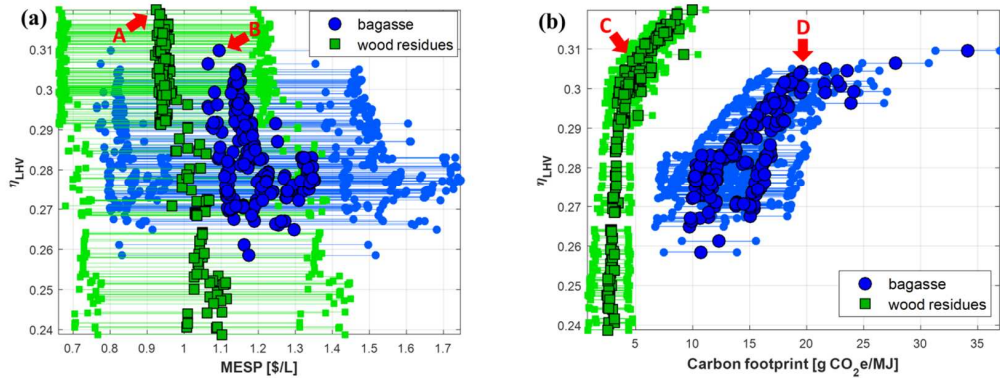 (a)
A
B
bagasse
wood residues
ηLHV
0.31
0.3
0.29
0.28
0.27
0.26
0.25
0.24
0.7 0.8 0.9 1 1.1 1.2 1.3 1.4 1.5 1.6 1.7
MESP [$/L]
(b)
C
D
bagasse
wood residues
ηLHV
0.31
0.3
0.29
0.28
0.27
0.26
0.25
0.24
5 10 15 20 25 30 35
Carbon footprint [g CO2e/MJ]